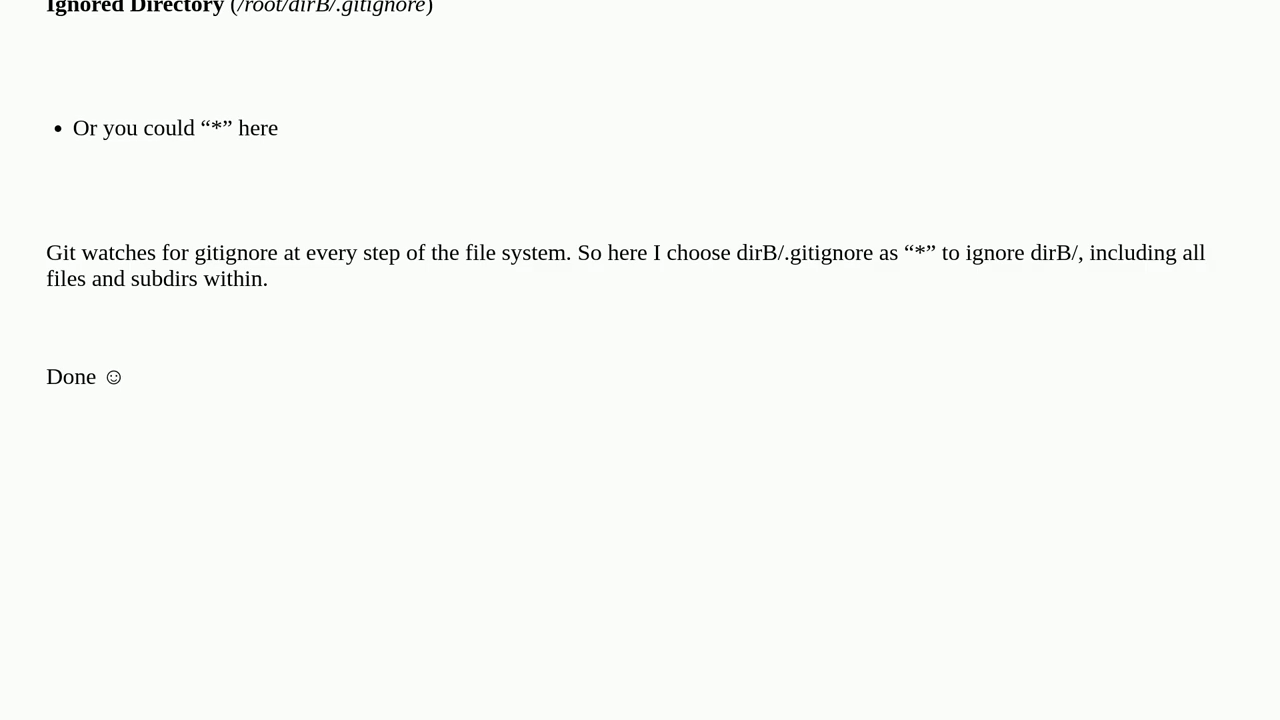 Ignored Directory (/root/dirB/.gitignore)
• Or you could “*” here
Git watches for gitignore at every step of the file system. So here I choose dirB/.gitignore as “*” to ignore dirB/, including all
files and subdirs within.
Done ☺